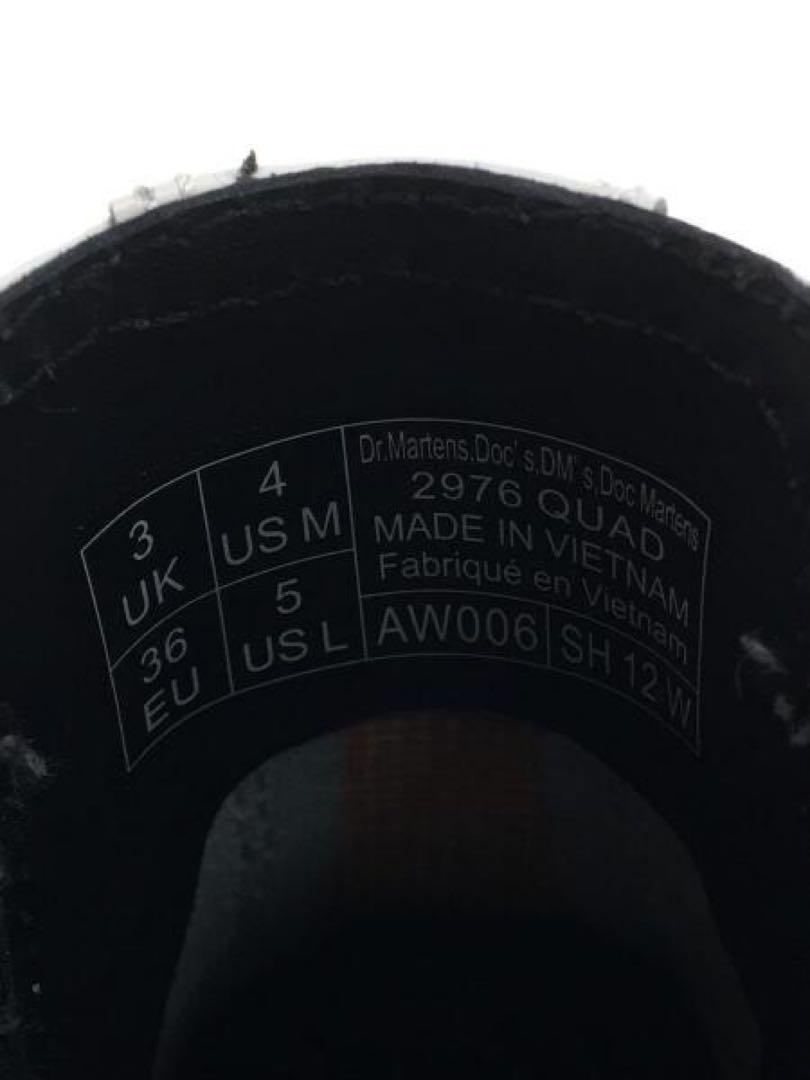 3
UK
4
US M
36
EU
5
US L
Dr.Martens.Doc's,DM's,Doc Martens
2976 QUAD
MADE IN VIETNAM
Fabriqué en Vietnam
AW006
SH 12 W